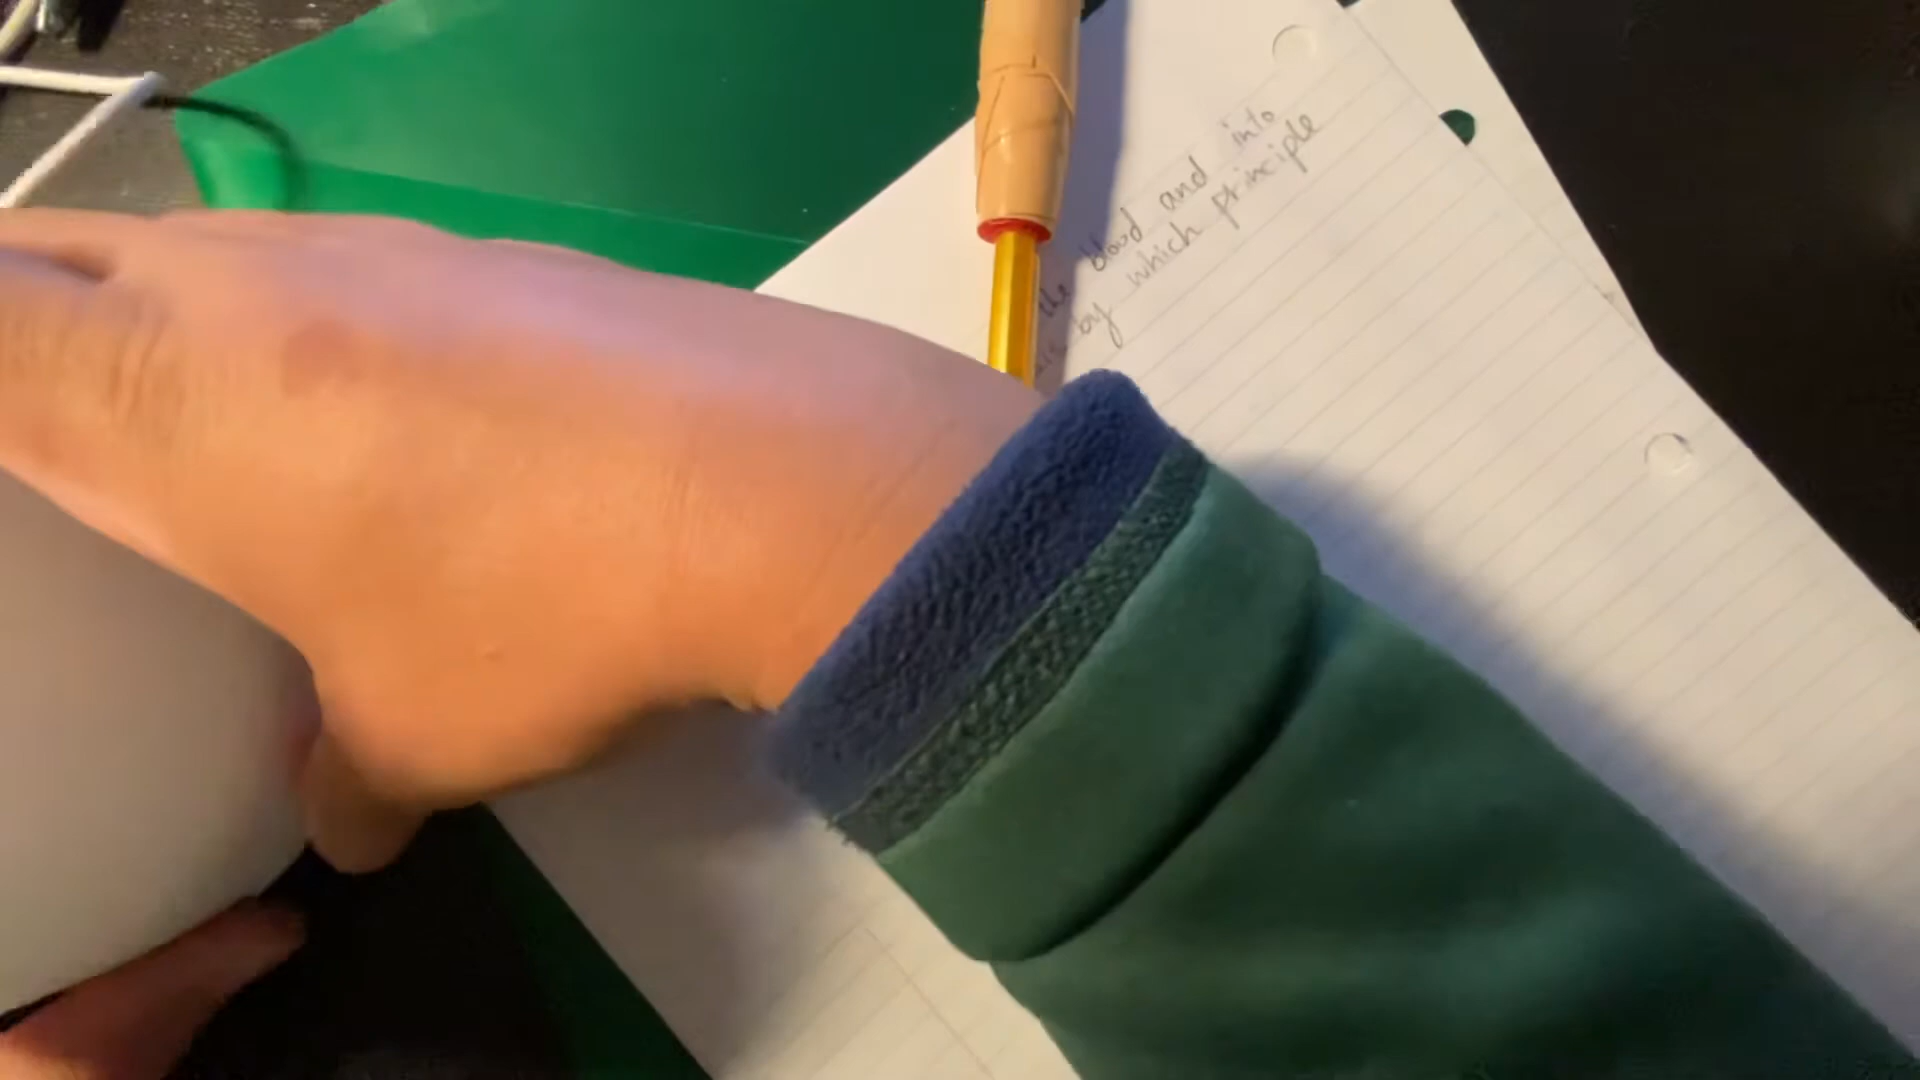 the blood and into
by which principle